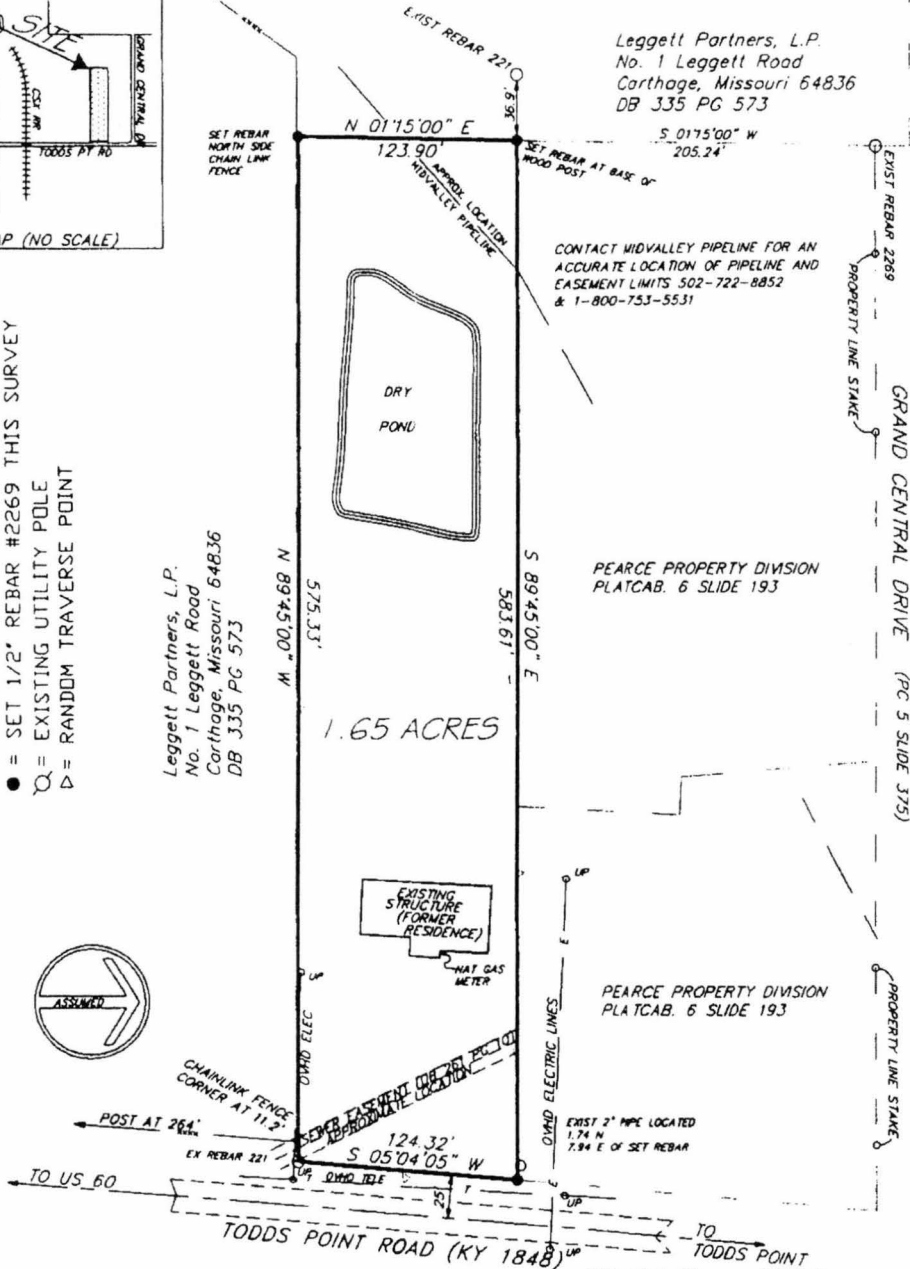 SITE
CSX RR
GRAND CENTRAL DR
TODDS PT RD
P (NO SCALE)
EXIST REBAR 221
36.9'
Leggett Partners, L.P.
No. 1 Leggett Road
Carthage, Missouri 64836
DB 335 PG 573
SET REBAR
NORTH SIDE
CHAIN LINK
FENCE
N 01°15'00" E
123.90'
SET REBAR AT BASE OF
WOOD POST
S 01°15'00" W
205.24'
EXIST REBAR 2269
PROPERTY LINE STAKE
APPROX LOCATION
MIDVALLEY PIPELINE
CONTACT MIDVALLEY PIPELINE FOR AN
ACCURATE LOCATION OF PIPELINE AND
EASEMENT LIMITS 502-722-8852
& 1-800-753-5531
DRY
POND
● = SET 1/2" REBAR #2269 THIS SURVEY
= EXISTING UTILITY POLE
△ = RANDOM TRAVERSE POINT
Leggett Partners, L.P.
No. 1 Leggett Road
Carthage, Missouri 64836
DB 335 PG 573
N 89°45'00" W
575.33'
S 89°45'00" E
583.61'
PEARCE PROPERTY DIVISION
PLATCAB. 6 SLIDE 193
GRAND CENTRAL DRIVE (PC 5 SLIDE 375)
1.65 ACRES
EXISTING
STRUCTURE
(FORMER
RESIDENCE)
NAT GAS
METER
UP
UP
E
E
OVHD ELEC
OVHD ELECTRIC LINES
PEARCE PROPERTY DIVISION
PLATCAB. 6 SLIDE 193
PROPERTY LINE STAKE
ASSUMED
CHAINLINK FENCE
CORNER AT 11.2'
POST AT 264'
EX REBAR 221
APPROXIMATE LOCATION
124.32'
S 05°04'05" W
EXIST 2" PIPE LOCATED
1.74 N
7.94 E OF SET REBAR
UP
OVHD TELE
T
T
25'
UP
UP
TO US 60
TODDS POINT ROAD (KY 1848)
TO
TODDS POINT